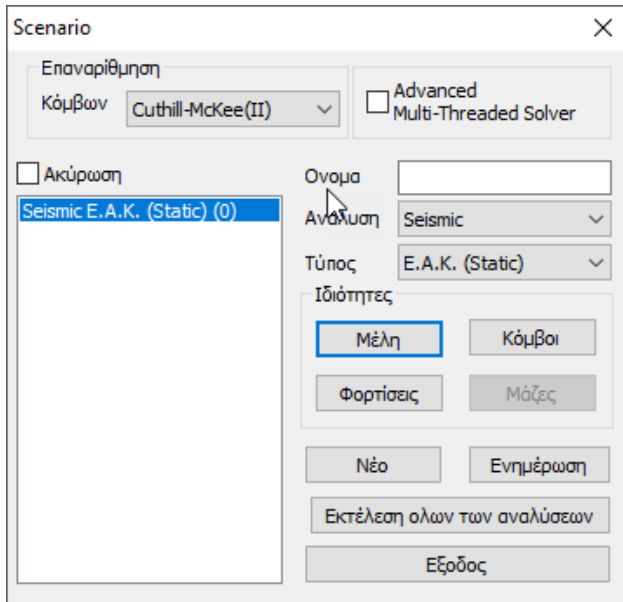 Scenario
Επαναρίθμηση
Κόμβων
Cuthill-McKee(II)
Advanced
Multi-Threaded Solver
Ακύρωση
Seismic E.A.K. (Static) (0)
Ονομα
Ανάλυση
Seismic
Τύπος
E.A.K. (Static)
Ιδιότητες
Μέλη
Κόμβοι
Φορτίσεις
Μάζες
Νέο
Ενημέρωση
Εκτέλεση ολων των αναλύσεων
Εξοδος